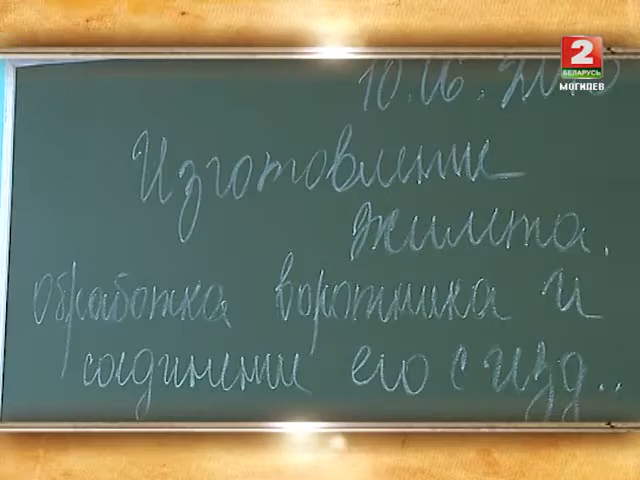 2
БЕЛАРУСЬ
МОГИЛЕВ
10.06.
Изготовление
жилета.
обработка воротника и
соединение его с изд..